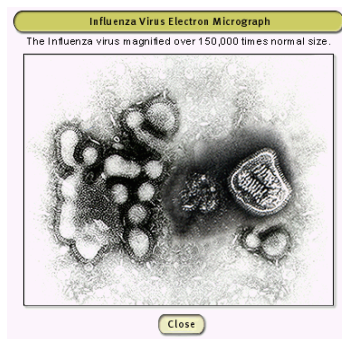 Influenza Virus Electron Micrograph
The Influenza virus magnified over 150,000 times normal size.
Close